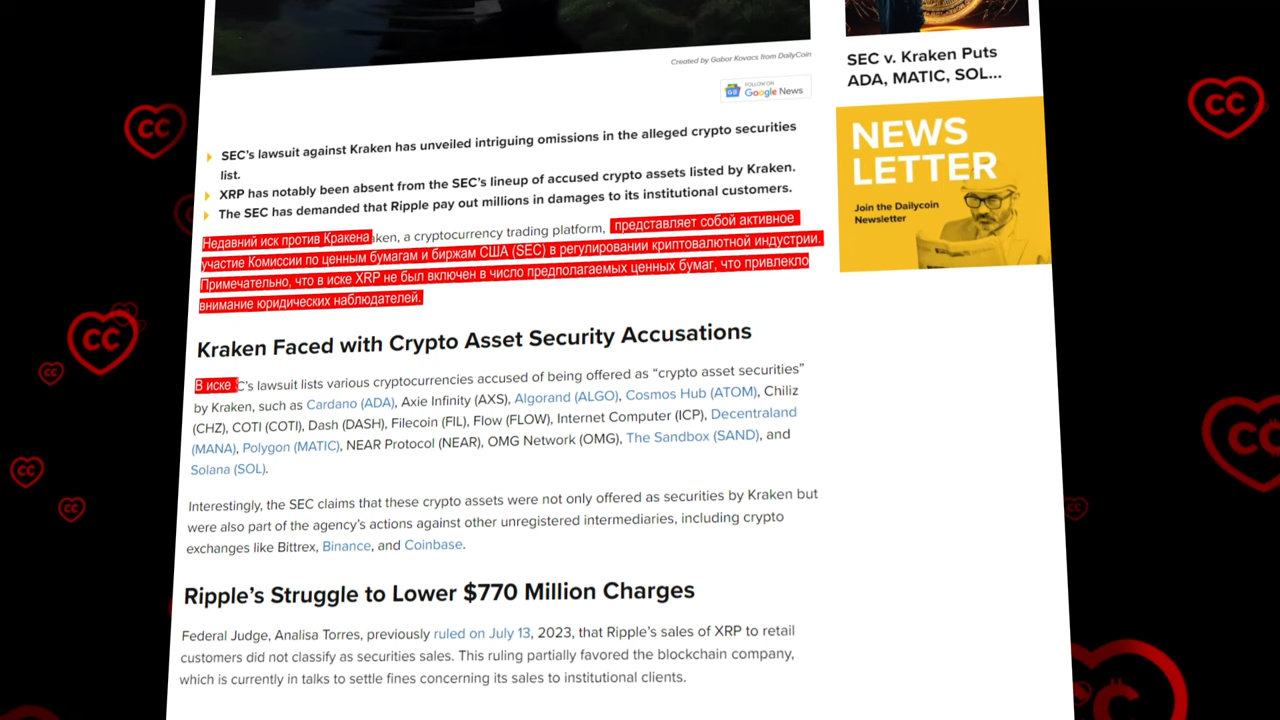 Created by Gabor Kovacs from DailyCoin
FOLLOW ON
Google News
SEC's lawsuit against Kraken has unveiled intriguing omissions in the alleged crypto securities
list.
XRP has notably been absent from the SEC's lineup of accused crypto assets listed by Kraken.
The SEC has demanded that Ripple pay out millions in damages to its institutional customers.
Недавний иск против Кракена ken, a cryptocurrency trading platform, представляет собой активное
участие Комиссии по ценным бумагам и биржам США (SEC) в регулировании криптовалютной индустрии.
Примечательно, что в иске XRP не был включен в число предполагаемых ценных бумаг, что привлекло
внимание юридических наблюдателей.
Kraken Faced with Crypto Asset Security Accusations
В иске C's lawsuit lists various cryptocurrencies accused of being offered as “crypto asset securities”
by Kraken, such as Cardano (ADA), Axie Infinity (AXS), Algorand (ALGO), Cosmos Hub (ATOM), Chiliz
(CHZ), COTI (COTI), Dash (DASH), Filecoin (FIL), Flow (FLOW), Internet Computer (ICP), Decentraland
(MANA), Polygon (MATIC), NEAR Protocol (NEAR), OMG Network (OMG), The Sandbox (SAND), and
Solana (SOL).
Interestingly, the SEC claims that these crypto assets were not only offered as securities by Kraken but
were also part of the agency's actions against other unregistered intermediaries, including crypto
exchanges like Bittrex, Binance, and Coinbase.
Ripple's Struggle to Lower $770 Million Charges
Federal Judge, Analisa Torres, previously ruled on July 13, 2023, that Ripple's sales of XRP to retail
customers did not classify as securities sales. This ruling partially favored the blockchain company,
which is currently in talks to settle fines concerning its sales to institutional clients.
SEC v. Kraken Puts
ADA, MATIC, SOL...
NEWS
LETTER
Join the Dailycoin
Newsletter
CC
CC
CC
CC
CC
CC
CC
CC